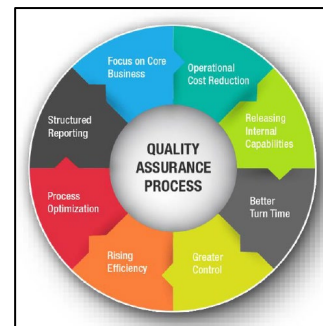 QUALITY
ASSURANCE
PROCESS
Focus on Core
Business
Operational
Cost Reduction
Releasing
Internal
Capabilities
Better
Turn Time
Greater
Control
Rising
Efficiency
Process
Optimization
Structured
Reporting